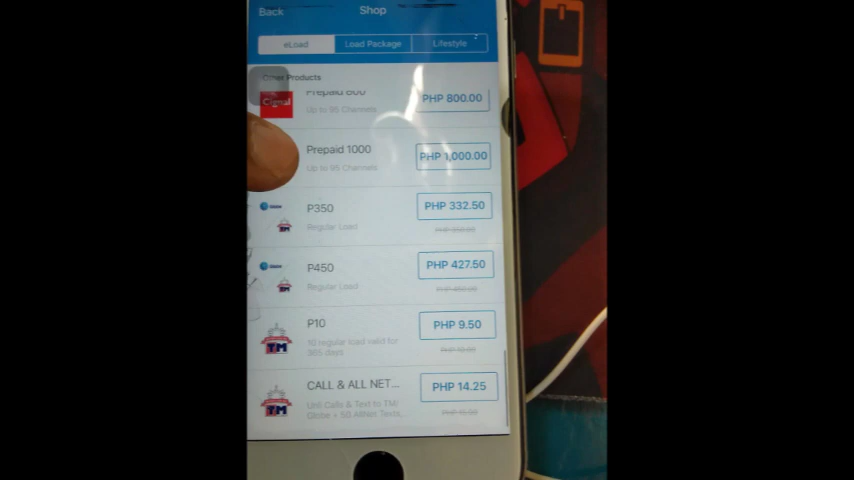 Back
Shop
eLoad
Load Package
Lifestyle
Other Products
Prepaid 800
PHP 800.00
Up to 95 Channels
Cignal
Prepaid 1000
PHP 1,000.00
Up to 95 Channels
P350
PHP 332.50
Regular Load
P450
PHP 427.50
Regular Load
P10
PHP 9.50
10 regular load valid for
365 days
TM
CALL & ALL NET...
PHP 14.25
Unli Calls & Text to TM/
Globe + 50 AllNet Texts,
TM